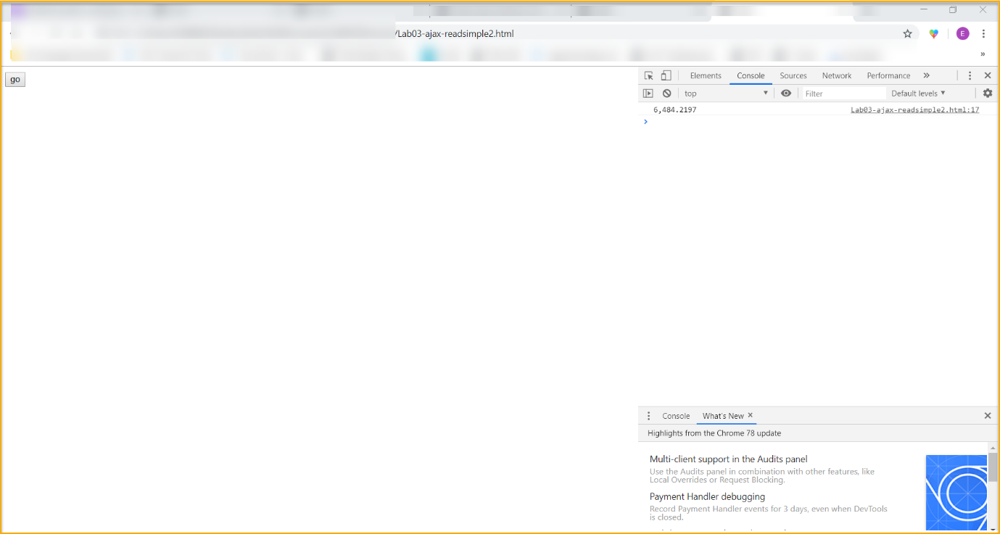 /Lab03-ajax-readsimple2.html
E
»
go
Elements Console Sources Network Performance »
top Filter Default levels
6,484.2197 Lab03-ajax-readsimple2.html:17
Console What's New
Highlights from the Chrome 78 update
Multi-client support in the Audits panel
Use the Audits panel in combination with other features, like
Local Overrides or Request Blocking.
Payment Handler debugging
Record Payment Handler events for 3 days, even when DevTools
is closed.